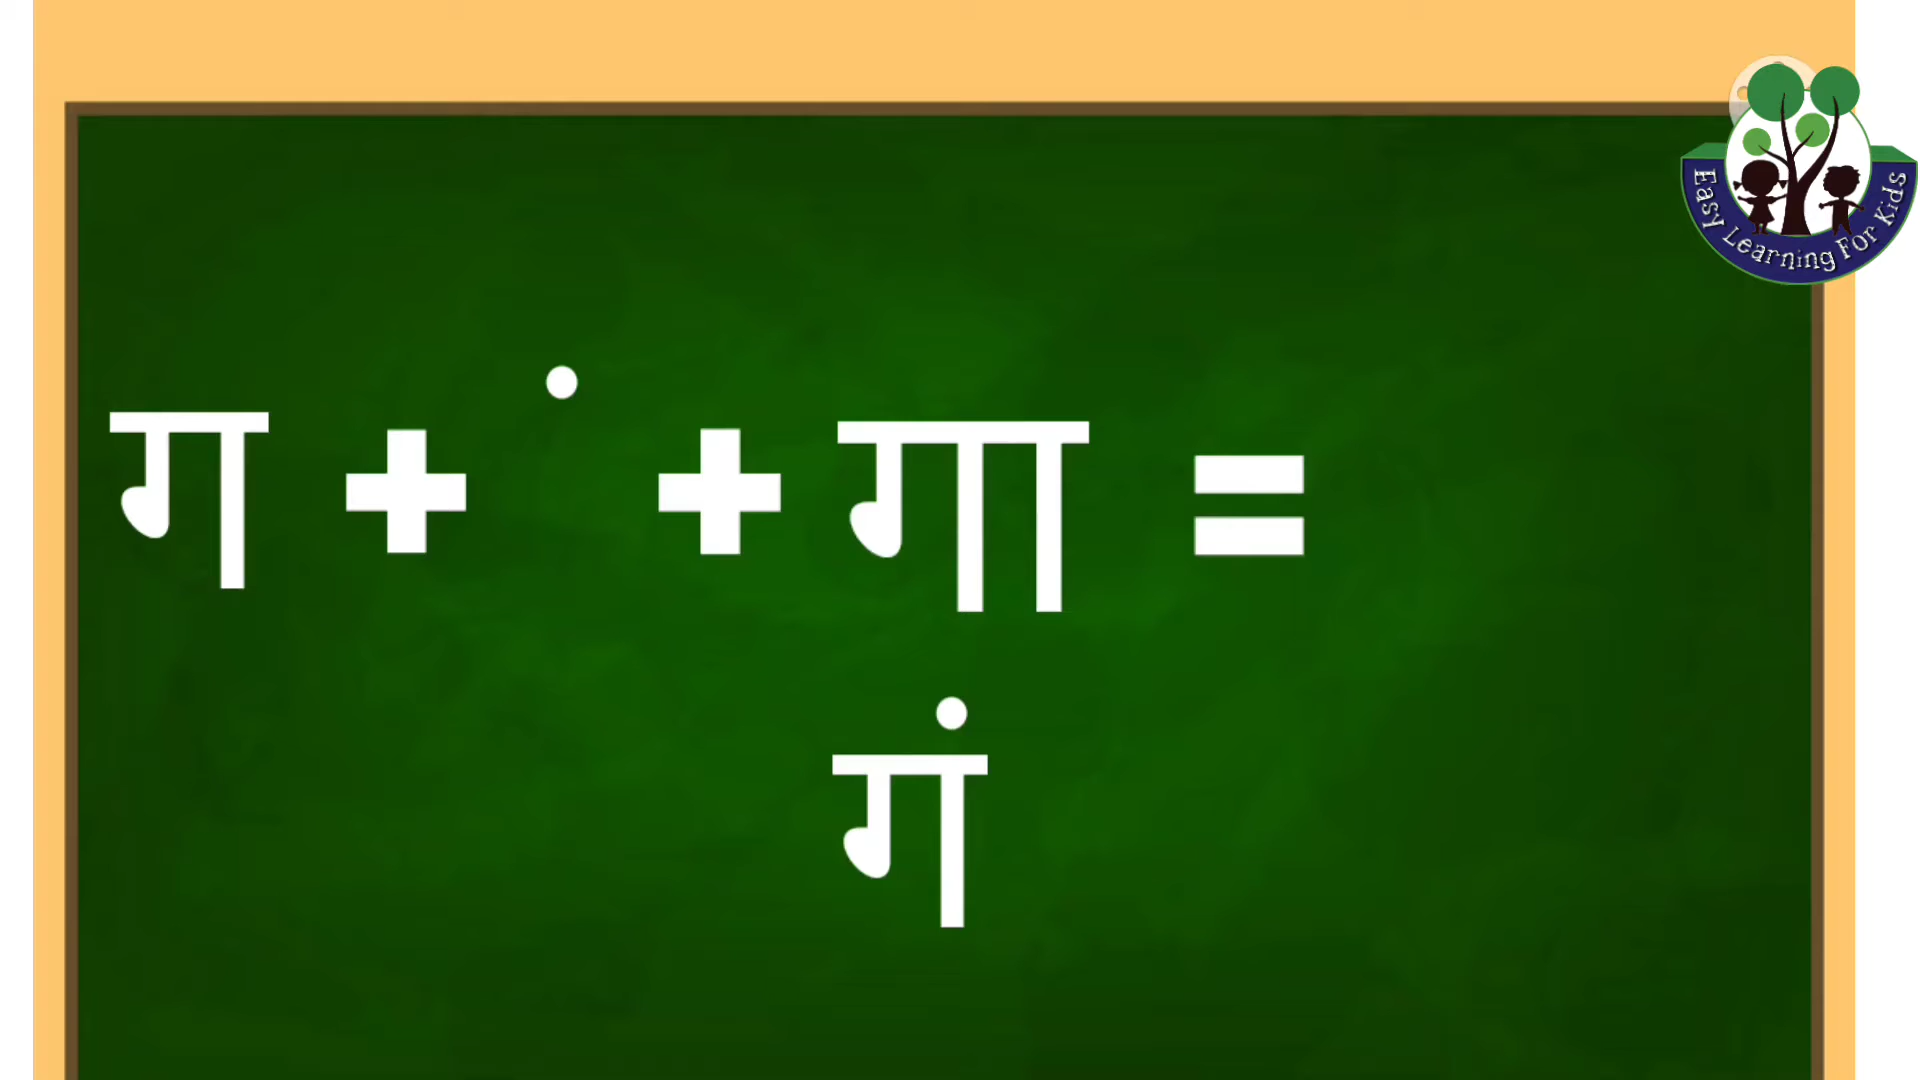 Easy Learning For Kids
ग + ं + गा =
गं